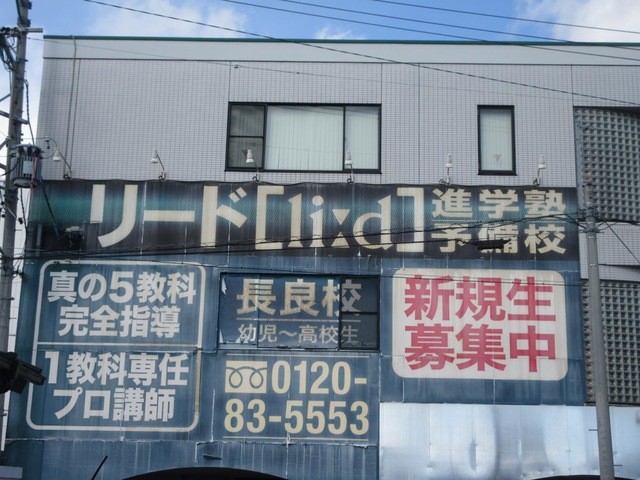 リード[li:d]進学塾
予備校
真の5教科
完全指導
1教科専任
プロ講師
長良校
幼児～高校生
0120-
83-5553
新規生
募集中